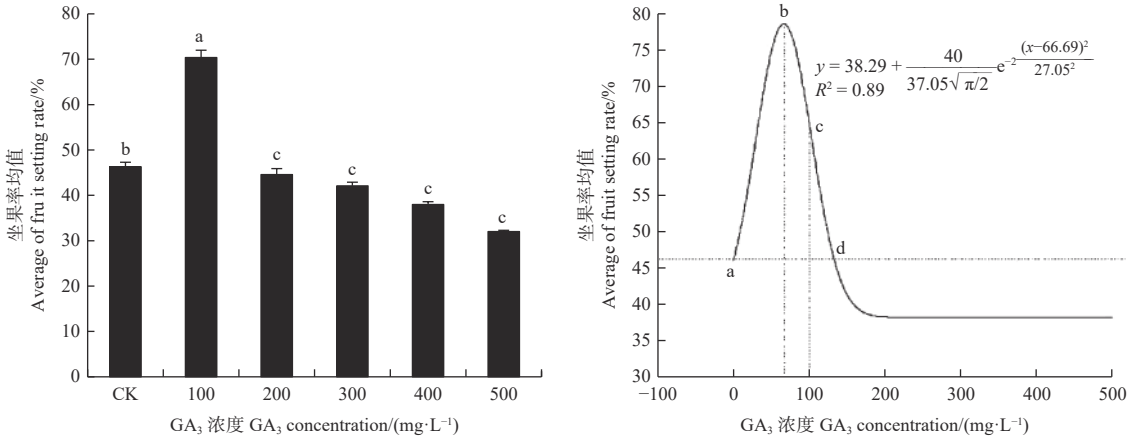 坐果率均值
Average of fru it setting rate/%
80
70
60
50
40
30
20
10
0
b
a
c
c
c
c
CK
100
200
300
400
500
GA₃ 浓度 GA₃ concentration/(mg·L⁻¹)
坐果率均值
Average of fruit setting rate/%
80
75
70
65
60
55
50
45
40
35
30
b
y = 38.29 + 40/(37.05√π/2) e^−2 (x−66.69)²/27.05²
R² = 0.89
c
d
a
−100
0
100
200
300
400
500
GA₃ 浓度 GA₃ concentration/(mg·L⁻¹)